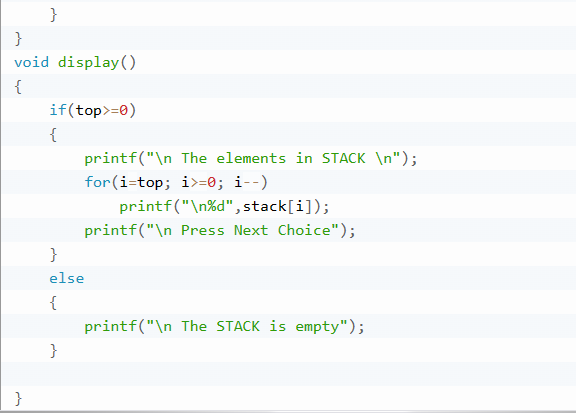 }
}
void display()
{
    if(top>=0)
    {
        printf("\n The elements in STACK \n");
        for(i=top; i>=0; i--)
            printf("\n%d",stack[i]);
        printf("\n Press Next Choice");
    }
    else
    {
        printf("\n The STACK is empty");
    }

}